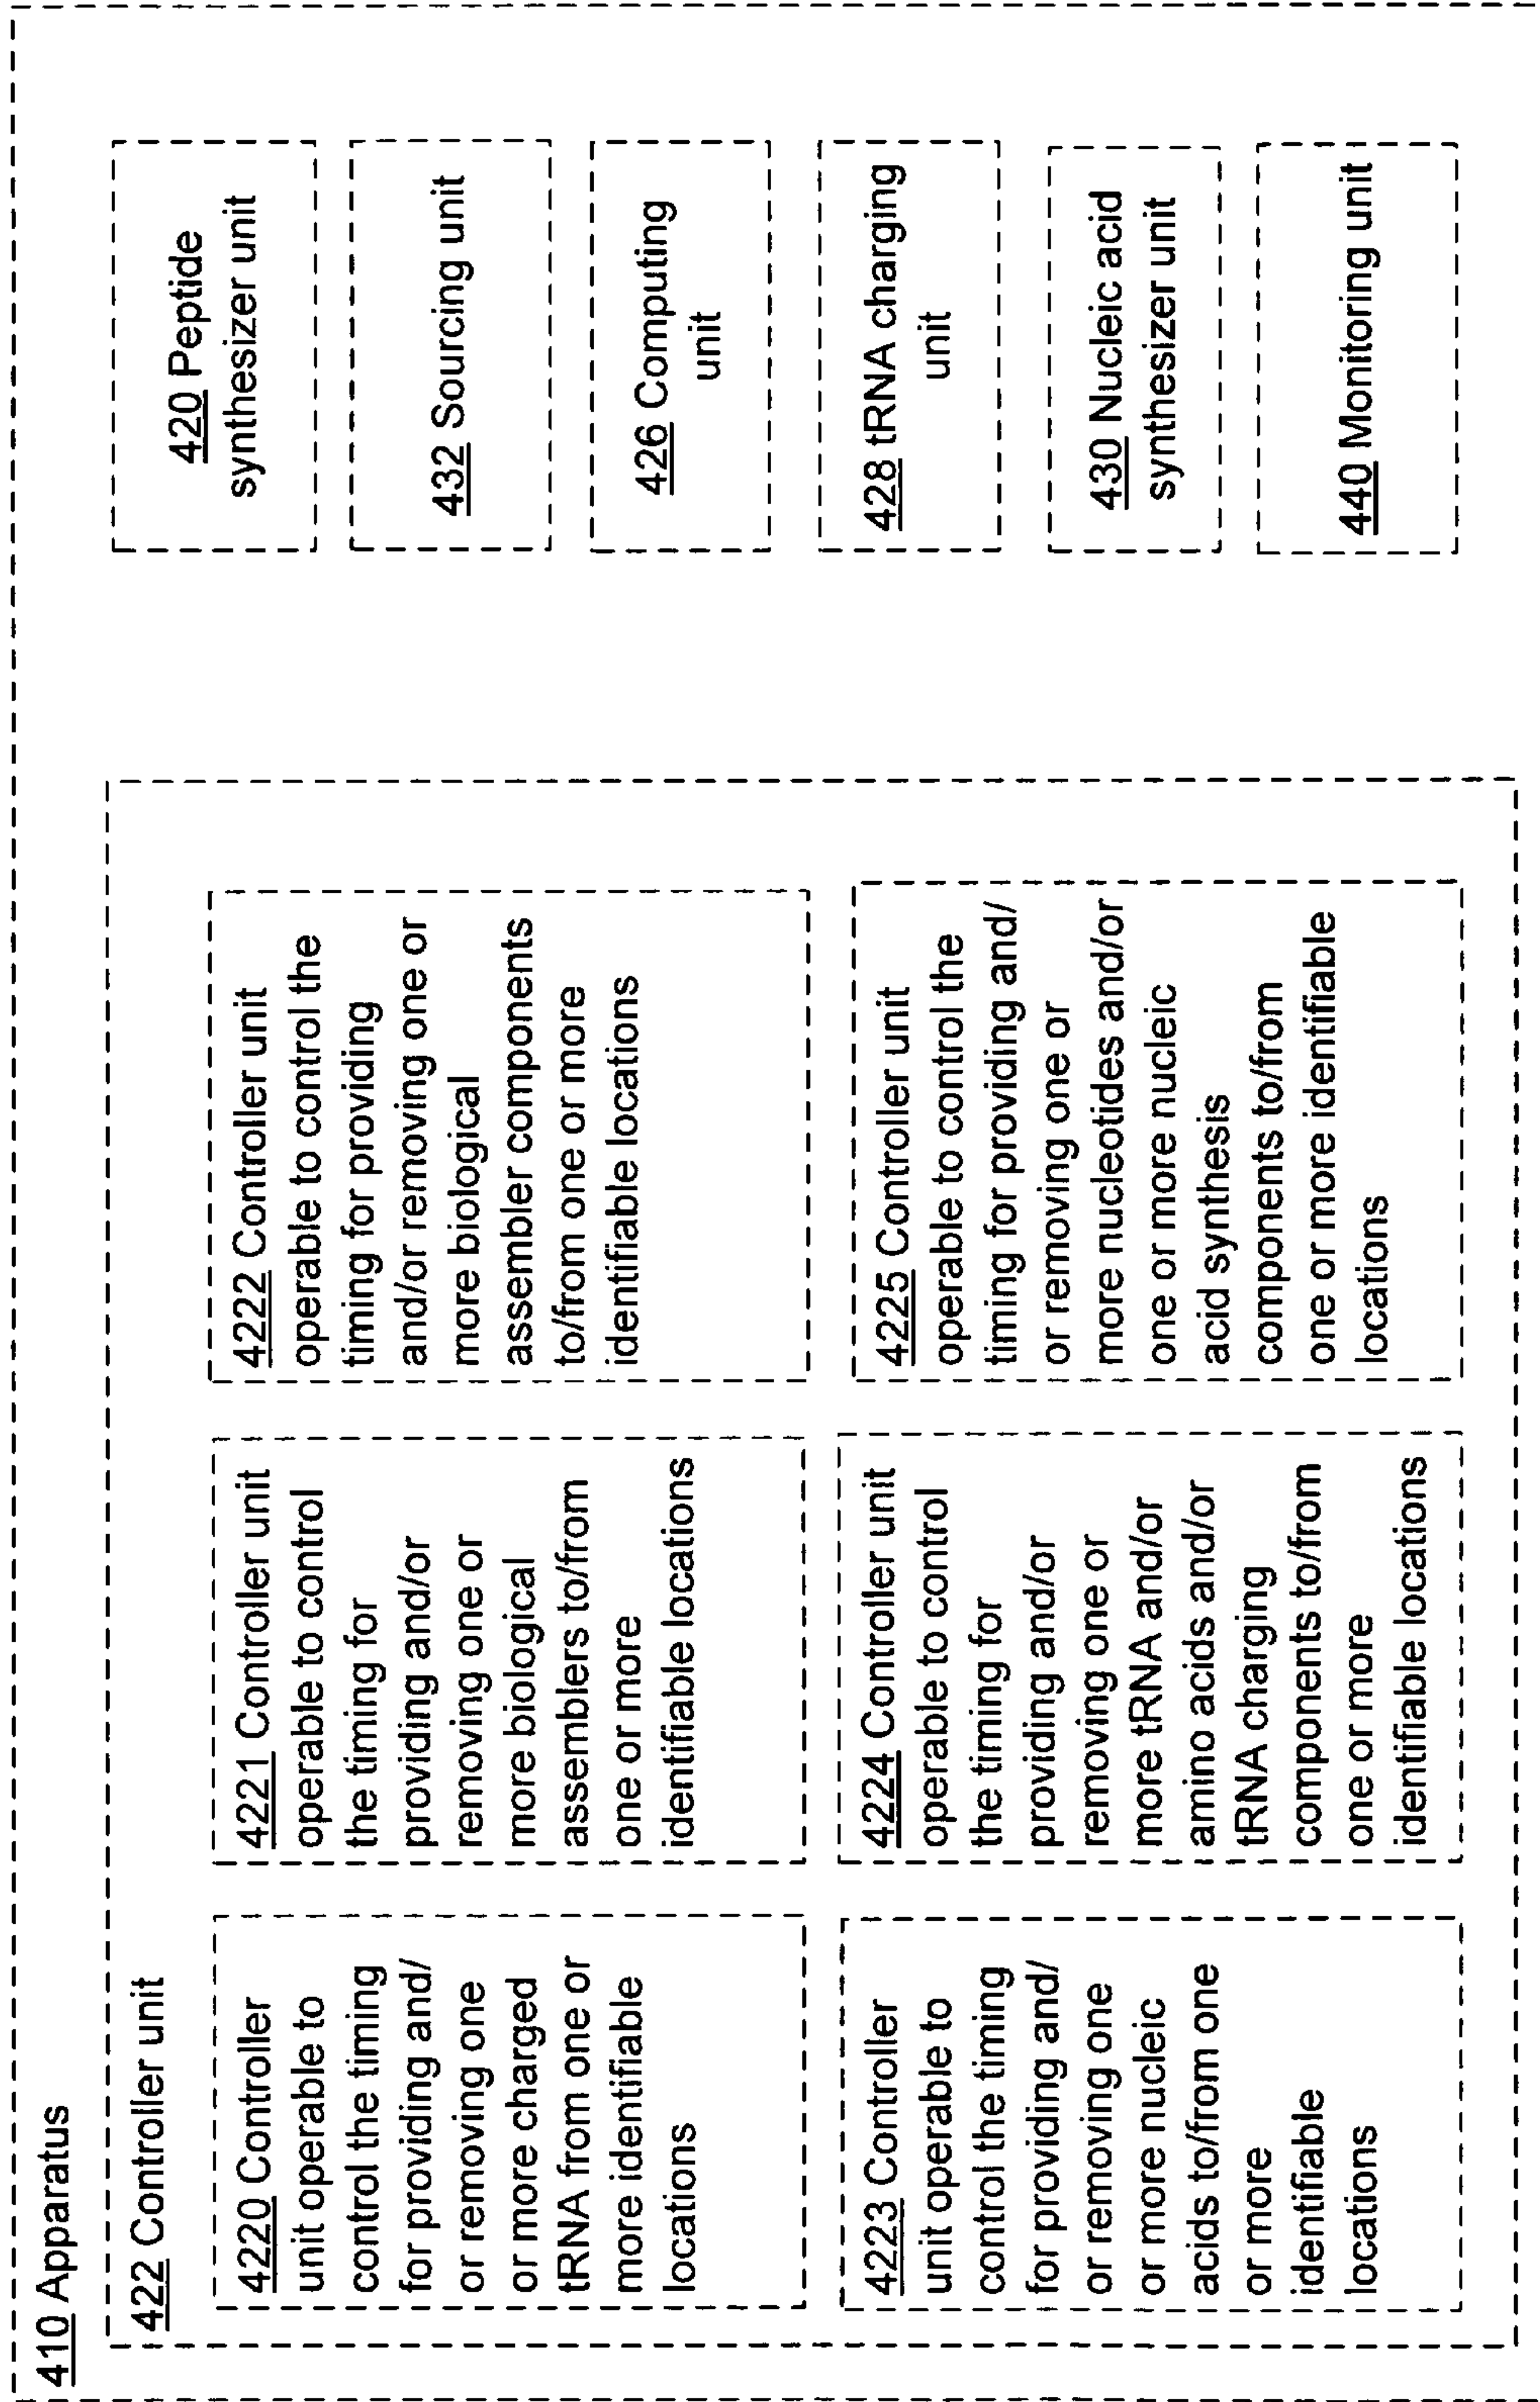 410 Apparatus
422 Controller unit
4220 Controller
unit operable to
control the timing
for providing and/
or removing one
or more charged
tRNA from one or
more identifiable
locations
4221 Controller unit
operable to control
the timing for
providing and/or
removing one or
more biological
assemblers to/from
one or more
identifiable locations
4222 Controller unit
operable to control the
timing for providing
and/or removing one or
more biological
assembler components
to/from one or more
identifiable locations
4223 Controller
unit operable to
control the timing
for providing and/
or removing one
or more nucleic
acids to/from one
or more
identifiable
locations
4224 Controller unit
operable to control
the timing for
providing and/or
removing one or
more tRNA and/or
amino acids and/or
tRNA charging
components to/from
one or more
identifiable locations
4225 Controller unit
operable to control the
timing for providing and/
or removing one or
more nucleotides and/or
one or more nucleic
acid synthesis
components to/from
one or more identifiable
locations
420 Peptide
synthesizer unit
432 Sourcing unit
426 Computing
unit
428 tRNA charging
unit
430 Nucleic acid
synthesizer unit
440 Monitoring unit